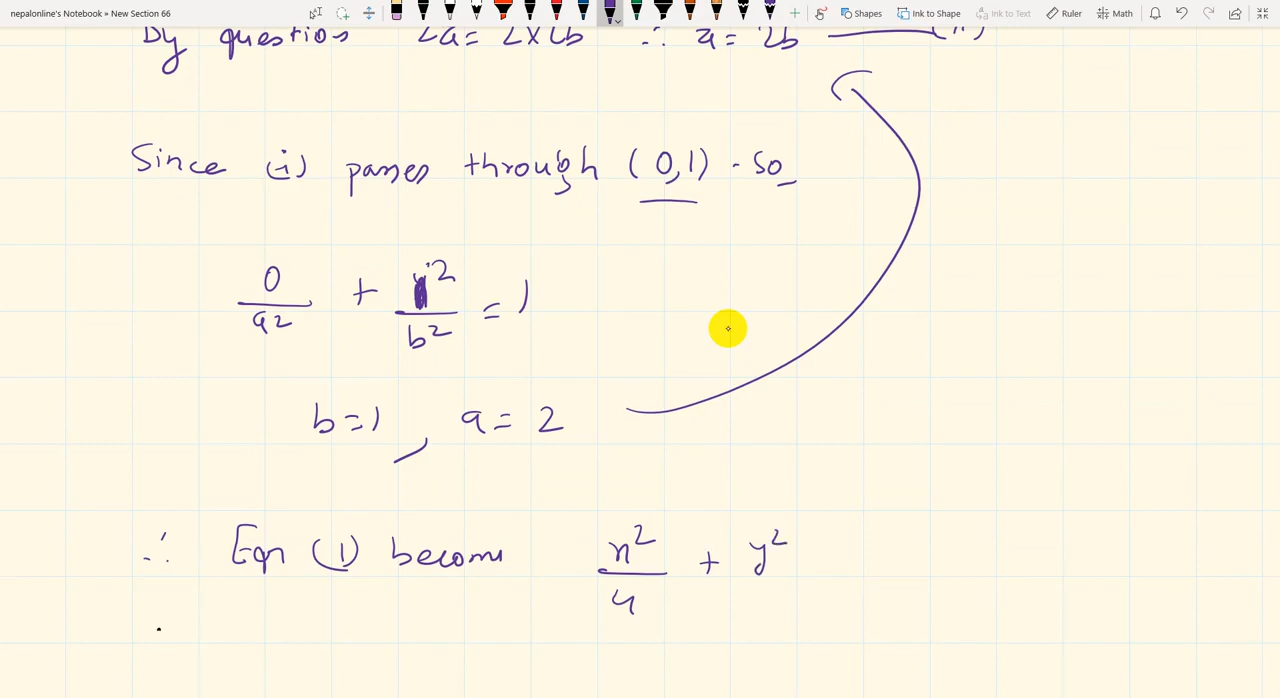 nepalonline's Notebook » New Section 66
Shapes Ink to Shape Ink to Text Ruler Math
By question 2a = 2×2b ∴ a = 2b —(ii)
Since (i) passes through (0,1) . So
0/a² + 1²/b² = 1
b=1, a= 2
∴ Eqn (1) become x²/4 + y²